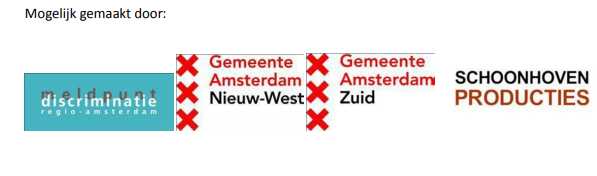 Mogelijk gemaakt door:
meldpunt
discriminatie
regio-amsterdam
Gemeente
Amsterdam
Nieuw-West
Gemeente
Amsterdam
Zuid
SCHOONHOVEN
PRODUCTIES